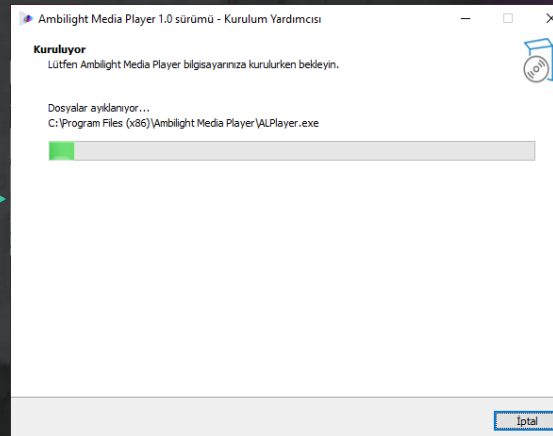 Ambilight Media Player 1.0 sürümü - Kurulum Yardımcısı
Kuruluyor
Lütfen Ambilight Media Player bilgisayarınıza kurulurken bekleyin.
Dosyalar ayıklanıyor...
C:\Program Files (x86)\Ambilight Media Player\ALPlayer.exe
İptal